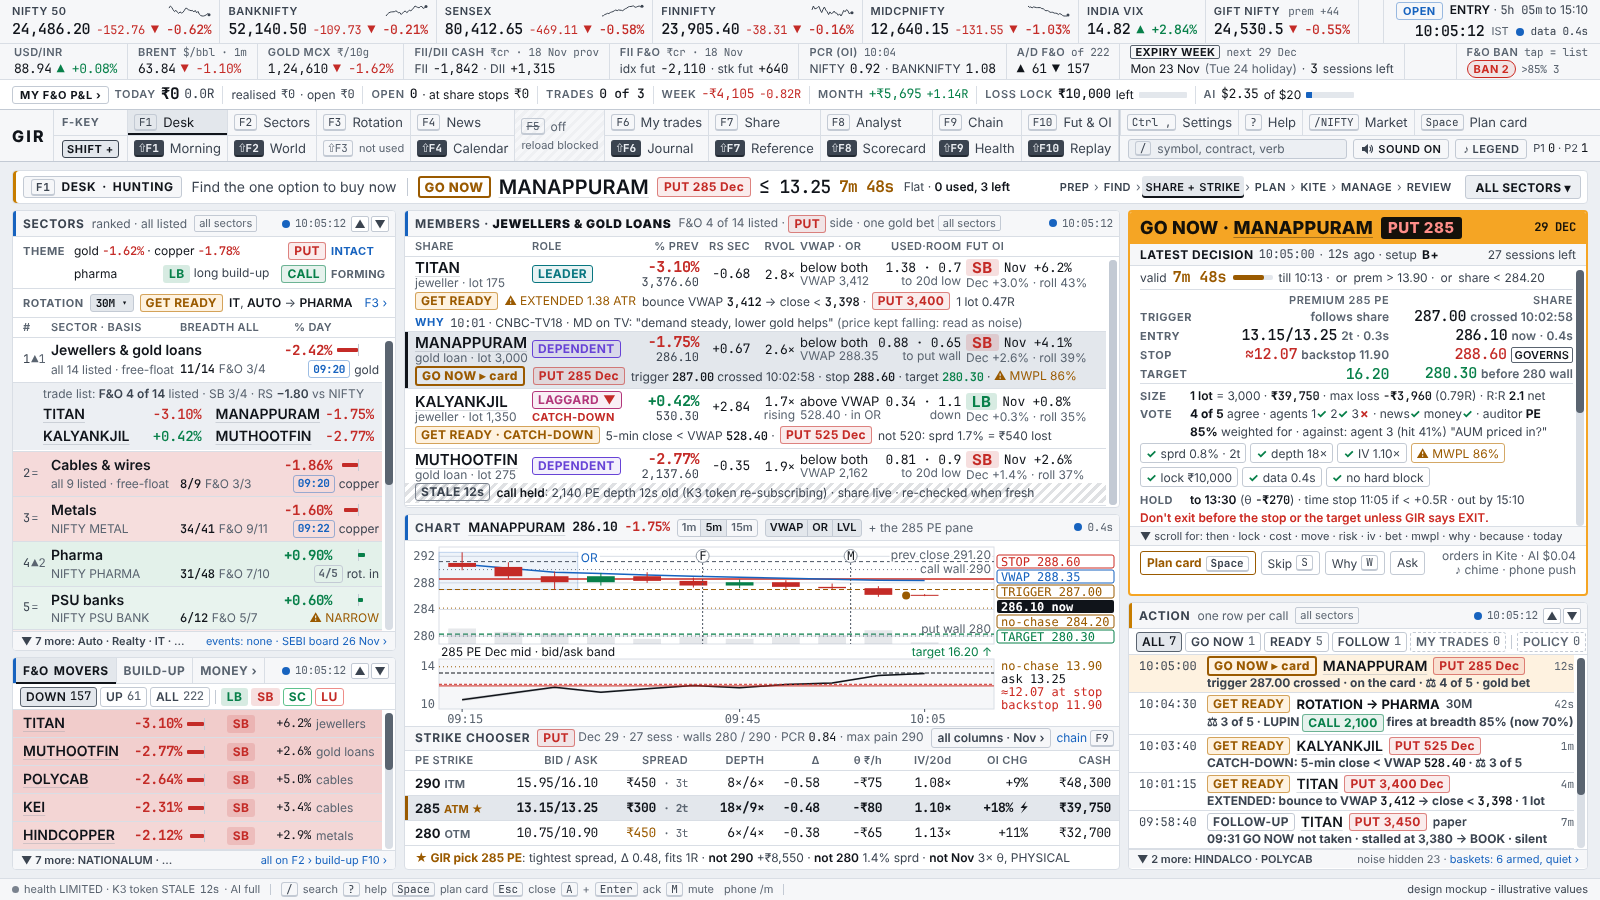 NIFTY 50
24,486.20 -152.76 ▼ -0.62%
BANKNIFTY
52,140.50 -109.73 ▼ -0.21%
SENSEX
80,412.65 -469.11 ▼ -0.58%
FINNIFTY
23,905.40 -38.31 ▼ -0.16%
MIDCPNIFTY
12,640.15 -131.55 ▼ -1.03%
INDIA VIX
14.82 ▲ +2.84%
GIFT NIFTY prem +44
24,530.5 ▼ -0.55%
OPEN ENTRY · 5h 05m to 15:10
10:05:12 IST ● data 0.4s
USD/INR
88.94 ▲ +0.08%
BRENT $/bbl · 1m
63.84 ▼ -1.10%
GOLD MCX ₹/10g
1,24,610 ▼ -1.62%
FII/DII CASH ₹cr · 18 Nov prov
FII -1,842 · DII +1,315
FII F&O ₹cr · 18 Nov
idx fut -2,110 · stk fut +640
PCR (OI) 10:04
NIFTY 0.92 · BANKNIFTY 1.08
A/D F&O of 222
▲ 61 ▼ 157
EXPIRY WEEK next 29 Dec
Mon 23 Nov (Tue 24 holiday) · 3 sessions left
F&O BAN tap = list
BAN 2 >85% 3
MY F&O P&L › TODAY ₹0 0.0R realised ₹0 · open ₹0 OPEN 0 · at share stops ₹0 TRADES 0 of 3 WEEK -₹4,105 -0.82R MONTH +₹5,695 +1.14R LOSS LOCK ₹10,000 left AI $2.35 of $20
GIR
F-KEY F1 Desk F2 Sectors F3 Rotation F4 News F5 off F6 My trades F7 Share F8 Analyst F9 Chain F10 Fut & OI Ctrl , Settings ? Help /NIFTY Market Space Plan card
SHIFT + ⇧F1 Morning ⇧F2 World ⇧F3 not used ⇧F4 Calendar reload blocked ⇧F6 Journal ⇧F7 Reference ⇧F8 Scorecard ⇧F9 Health ⇧F10 Replay / symbol, contract, verb SOUND ON ♪ LEGEND P1 0 · P2 1
F1 DESK · HUNTING Find the one option to buy now GO NOW MANAPPURAM PUT 285 Dec ≤ 13.25 7m 48s Flat · 0 used, 3 left PREP › FIND › SHARE + STRIKE › PLAN › KITE › MANAGE › REVIEW ALL SECTORS ▾
SECTORS ranked · all listed all sectors ● 10:05:12 ▲ ▼
THEME gold -1.62% · copper -1.78% PUT INTACT
pharma LB long build-up CALL FORMING
ROTATION 30M ▾ GET READY IT, AUTO → PHARMA F3 ›
# SECTOR · BASIS BREADTH ALL % DAY
1▲1 Jewellers & gold loans -2.42%
all 14 listed · free-float 11/14 F&O 3/4 09:20 gold
trade list: F&O 4 of 14 listed · SB 3/4 · RS −1.80 vs NIFTY
TITAN -3.10% MANAPPURAM -1.75%
KALYANKJIL +0.42% MUTHOOTFIN -2.77%
2= Cables & wires -1.86%
all 9 listed · free-float 8/9 F&O 3/3 09:20 copper
3= Metals -1.60%
NIFTY METAL 34/41 F&O 9/11 09:22 copper
4▲2 Pharma +0.90%
NIFTY PHARMA 31/48 F&O 7/10 4/5 rot. in
5= PSU banks +0.60%
NIFTY PSU BANK 6/12 F&O 5/7 ⚠ NARROW
▼ 7 more: Auto · Realty · IT · ... events: none · SEBI board 26 Nov ›
F&O MOVERS BUILD-UP MONEY › ● 10:05:12 ▲ ▼
DOWN 157 UP 61 ALL 222 LB SB SC LU
TITAN -3.10% SB +6.2% jewellers
MUTHOOTFIN -2.77% SB +2.6% gold loans
POLYCAB -2.64% SB +5.0% cables
KEI -2.31% SB +3.4% cables
HINDCOPPER -2.12% SB +2.9% metals
▼ 7 more: NATIONALUM · ... all on F2 › build-up F10 ›
MEMBERS · JEWELLERS & GOLD LOANS F&O 4 of 14 listed · PUT side · one gold bet all sectors ● 10:05:12
SHARE ROLE % PREV RS SEC RVOL VWAP · OR USED·ROOM FUT OI
TITAN LEADER -3.10% -0.68 2.8× below both 1.38 · 0.7 SB Nov +6.2%
jeweller · lot 175 3,376.60 VWAP 3,412 to 20d low Dec +3.0% · roll 43%
GET READY ⚠ EXTENDED 1.38 ATR bounce VWAP 3,412 → close < 3,398 · PUT 3,400 1 lot 0.47R
WHY 10:01 · CNBC-TV18 · MD on TV: "demand steady, lower gold helps" (price kept falling: read as noise)
MANAPPURAM DEPENDENT -1.75% +0.67 2.6× below both 0.88 · 0.65 SB Nov +4.1%
gold loan · lot 3,000 286.10 VWAP 288.35 to put wall Dec +2.6% · roll 39%
GO NOW ▸ card PUT 285 Dec trigger 287.00 crossed 10:02:58 · stop 288.60 · target 280.30 · ⚠ MWPL 86%
KALYANKJIL LAGGARD ▼ +0.42% +2.84 1.7× above VWAP 0.34 · 1.1 LB Nov +0.8%
jeweller · lot 1,350 CATCH-DOWN 530.30 rising 528.40 · in OR down Dec +0.3% · roll 35%
GET READY · CATCH-DOWN 5-min close < VWAP 528.40 · PUT 525 Dec not 520: sprd 1.7% = ₹540 lost
MUTHOOTFIN DEPENDENT -2.77% -0.35 1.9× below both 0.81 · 0.9 SB Nov +2.6%
gold loan · lot 275 2,137.60 VWAP 2,162 to 20d low Dec +1.4% · roll 37%
STALE 12s call held: 2,140 PE depth 12s old (K3 token re-subscribing) · share live · re-checked when fresh
CHART MANAPPURAM 286.10 -1.75% 1m 5m 15m VWAP OR LVL + the 285 PE pane ● 0.4s
292 OR F M prev close 291.20 STOP 288.60
288 call wall 290 VWAP 288.35
TRIGGER 287.00
284 286.10 now
no-chase 284.20
280 put wall 280 TARGET 280.30
285 PE Dec mid · bid/ask band target 16.20 ↑
14 no-chase 13.90
ask 13.25
≈12.07 at stop
10 backstop 11.90
09:15 09:45 10:05
STRIKE CHOOSER PUT Dec 29 · 27 sess · walls 280 / 290 · PCR 0.84 · max pain 290 all columns · Nov › chain F9
PE STRIKE BID / ASK SPREAD DEPTH Δ θ ₹/h IV/20d OI CHG CASH
290 ITM 15.95/16.10 ₹450 · 3t 8×/6× -0.58 -₹75 1.08× +9% ₹48,300
285 ATM ★ 13.15/13.25 ₹300 · 2t 18×/9× -0.48 -₹80 1.10× +18% ⚡ ₹39,750
280 OTM 10.75/10.90 ₹450 · 3t 6×/4× -0.38 -₹65 1.13× +11% ₹32,700
★ GIR pick 285 PE: tightest spread, Δ 0.48, fits 1R · not 290 +₹8,550 · not 280 1.4% sprd · not Nov 3× θ, PHYSICAL
GO NOW · MANAPPURAM PUT 285 29 DEC
LATEST DECISION 10:05:00 · 12s ago · setup B+ 27 sessions left
valid 7m 48s till 10:13 · or prem > 13.90 · or share < 284.20
PREMIUM 285 PE SHARE
TRIGGER follows share 287.00 crossed 10:02:58
ENTRY 13.15/13.25 2t · 0.3s 286.10 now · 0.4s
STOP ≈12.07 backstop 11.90 288.60 GOVERNS
TARGET 16.20 280.30 before 280 wall
SIZE 1 lot = 3,000 · ₹39,750 · max loss -₹3,960 (0.79R) · R:R 2.1 net
VOTE 4 of 5 agree · agents 1✓ 2✓ 3✗ · news✓ money✓ · auditor PE
85% weighted for · against: agent 3 (hit 41%) "AUM priced in?"
✓ sprd 0.8% · 2t ✓ depth 18× ✓ IV 1.10× ⚠ MWPL 86%
✓ lock ₹10,000 ✓ data 0.4s ✓ no hard block
HOLD to 13:30 (θ -₹270) · time stop 11:05 if < +0.5R · out by 15:10
Don't exit before the stop or the target unless GIR says EXIT.
▼ scroll for: then · lock · cost · move · risk · iv · bet · mwpl · why · because · today
Plan card Space Skip S Why W Ask orders in Kite · AI $0.04
♪ chime · phone push
ACTION one row per call all sectors ● 10:05:12 ▲ ▼
ALL 7 GO NOW 1 READY 5 FOLLOW 1 MY TRADES 0 POLICY 0
10:05:00 GO NOW ▸ card MANAPPURAM PUT 285 Dec 12s
trigger 287.00 crossed · on the card · ⚖ 4 of 5 · gold bet
10:04:30 GET READY ROTATION → PHARMA 30M 42s
⚖ 3 of 5 · LUPIN CALL 2,100 fires at breadth 85% (now 70%)
10:03:40 GET READY KALYANKJIL PUT 525 Dec 1m
CATCH-DOWN: 5-min close < VWAP 528.40 · ⚖ 3 of 5
10:01:15 GET READY TITAN PUT 3,400 Dec 4m
EXTENDED: bounce to VWAP 3,412 → close < 3,398 · 1 lot
09:58:40 FOLLOW-UP TITAN PUT 3,450 paper 7m
09:31 GO NOW not taken · stalled at 3,380 → BOOK · silent
▼ 2 more: HINDALCO · POLYCAB noise hidden 23 · baskets: 6 armed, quiet ›
● health LIMITED · K3 token STALE 12s · AI full / search ? help Space plan card Esc close A + Enter ack M mute phone /m design mockup - illustrative values